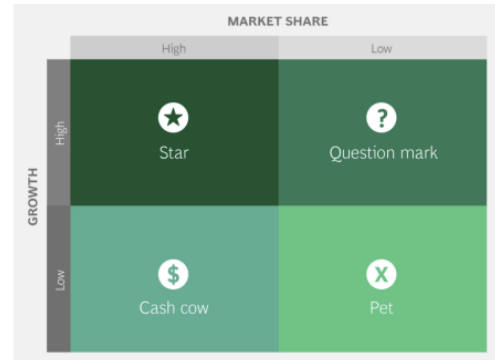 MARKET SHARE
High
Low
GROWTH
High
Low
★
Star
?
Question mark
$
Cash cow
X
Pet